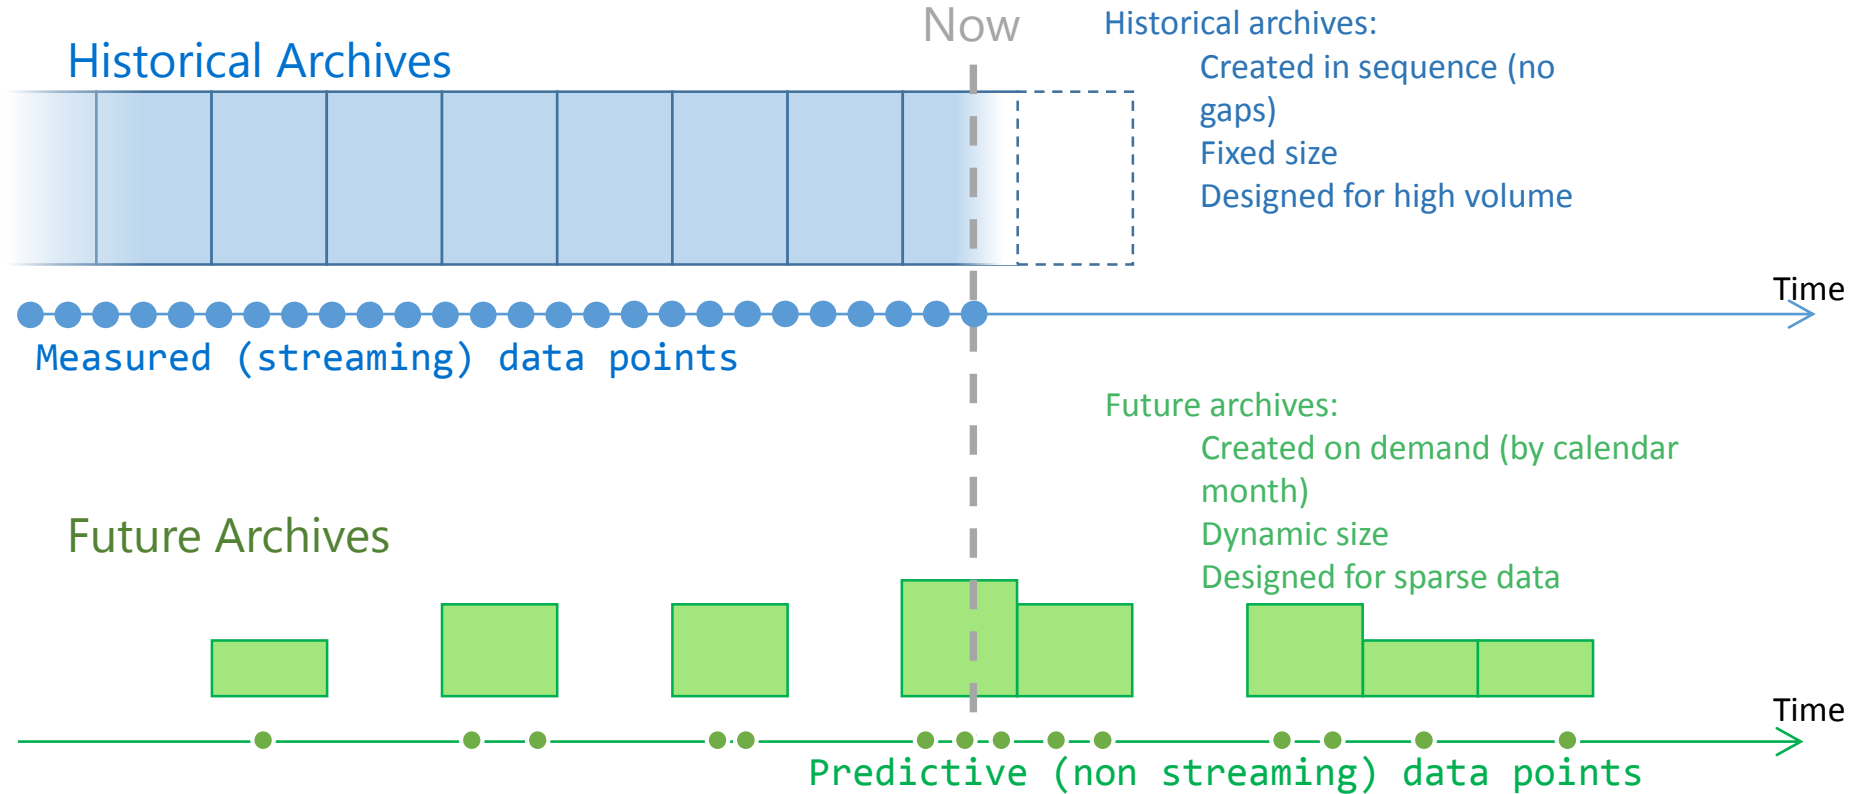 Now
Historical Archives
Historical archives:
Created in sequence (no
gaps)
Fixed size
Designed for high volume
Time
Measured (streaming) data points
Future archives:
Created on demand (by calendar
month)
Dynamic size
Designed for sparse data
Future Archives
Time
Predictive (non streaming) data points